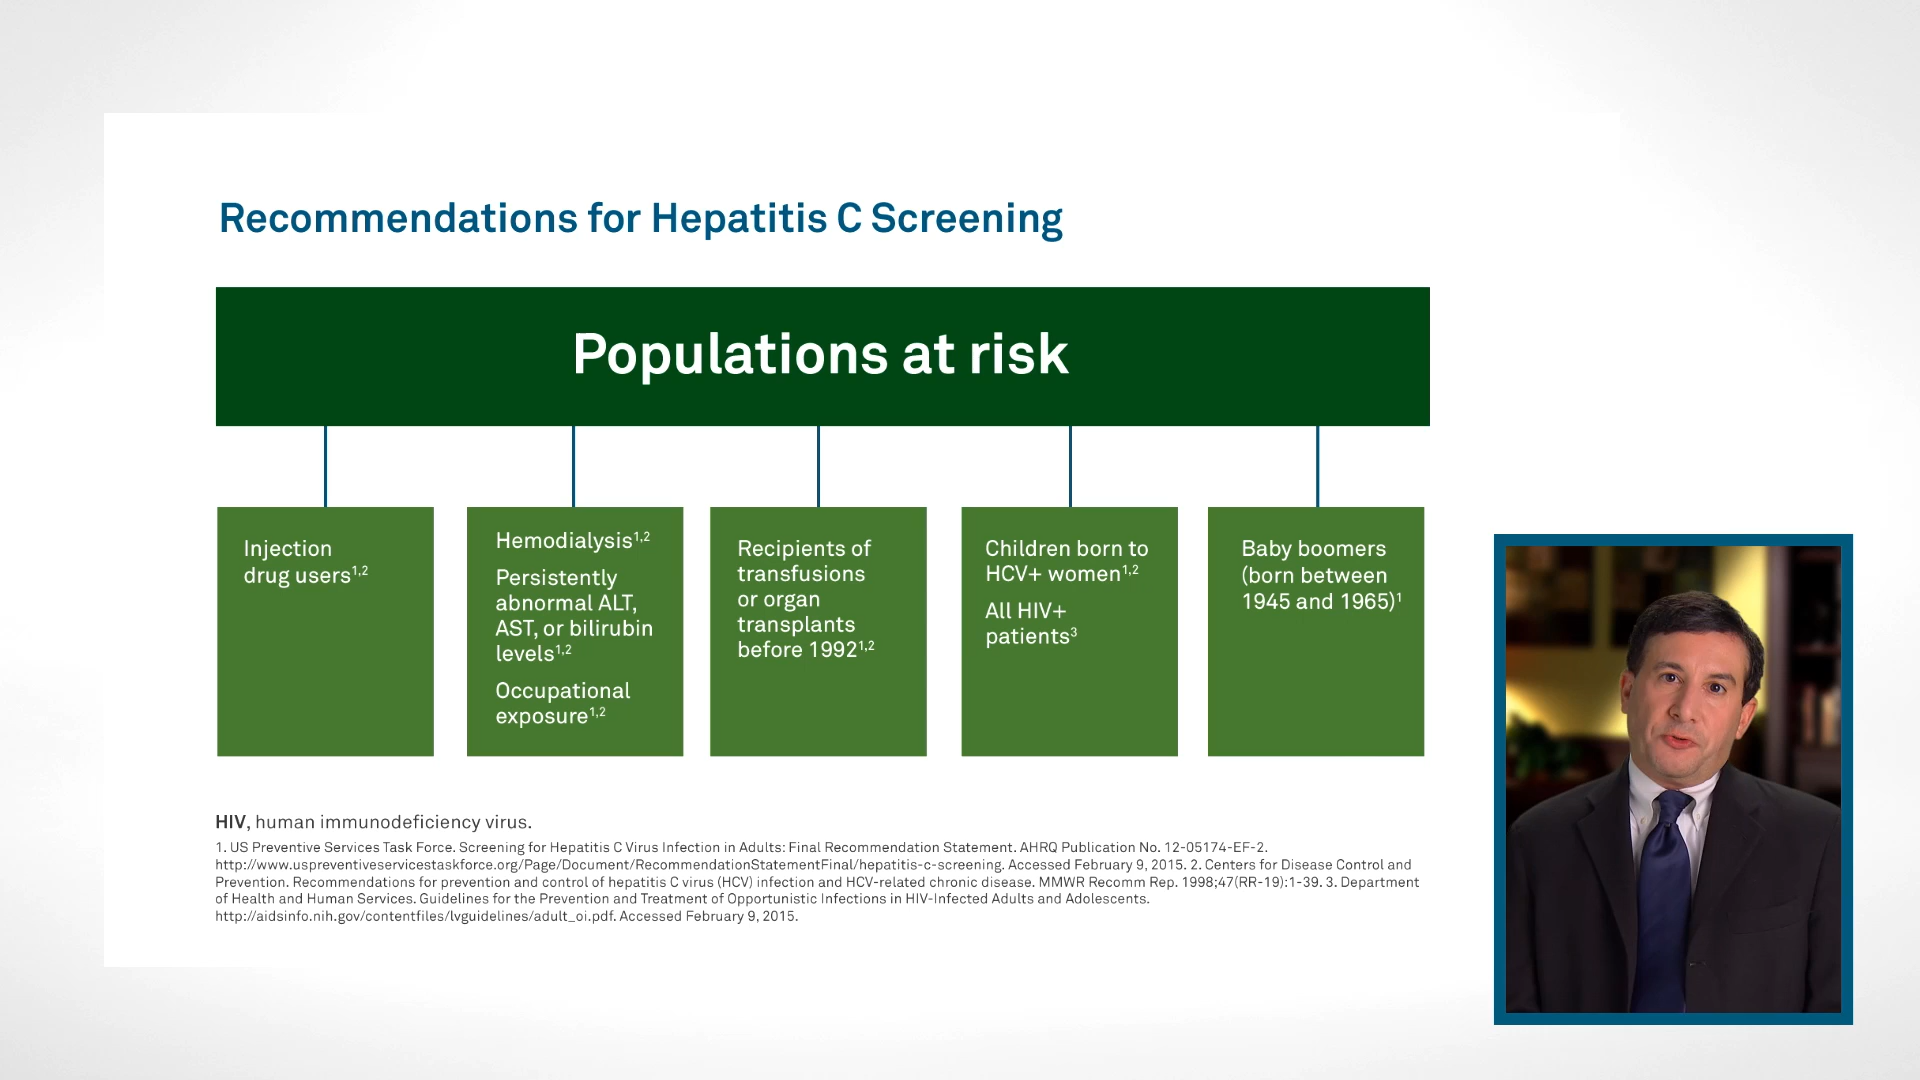 Recommendations for Hepatitis C Screening
Populations at risk
Injection
drug users1,2
Hemodialysis1,2
Persistently
abnormal ALT,
AST, or bilirubin
levels1,2
Occupational
exposure1,2
Recipients of
transfusions
or organ
transplants
before 19921,2
Children born to
HCV+ women1,2
All HIV+
patients3
Baby boomers
(born between
1945 and 1965)1
HIV, human immunodeficiency virus.
1. US Preventive Services Task Force. Screening for Hepatitis C Virus Infection in Adults: Final Recommendation Statement. AHRQ Publication No. 12-05174-EF-2.
http://www.uspreventiveservicestaskforce.org/Page/Document/RecommendationStatementFinal/hepatitis-c-screening. Accessed February 9, 2015. 2. Centers for Disease Control and
Prevention. Recommendations for prevention and control of hepatitis C virus (HCV) infection and HCV-related chronic disease. MMWR Recomm Rep. 1998;47(RR-19):1-39. 3. Department
of Health and Human Services. Guidelines for the Prevention and Treatment of Opportunistic Infections in HIV-Infected Adults and Adolescents.
http://aidsinfo.nih.gov/contentfiles/lvguidelines/adult_oi.pdf. Accessed February 9, 2015.